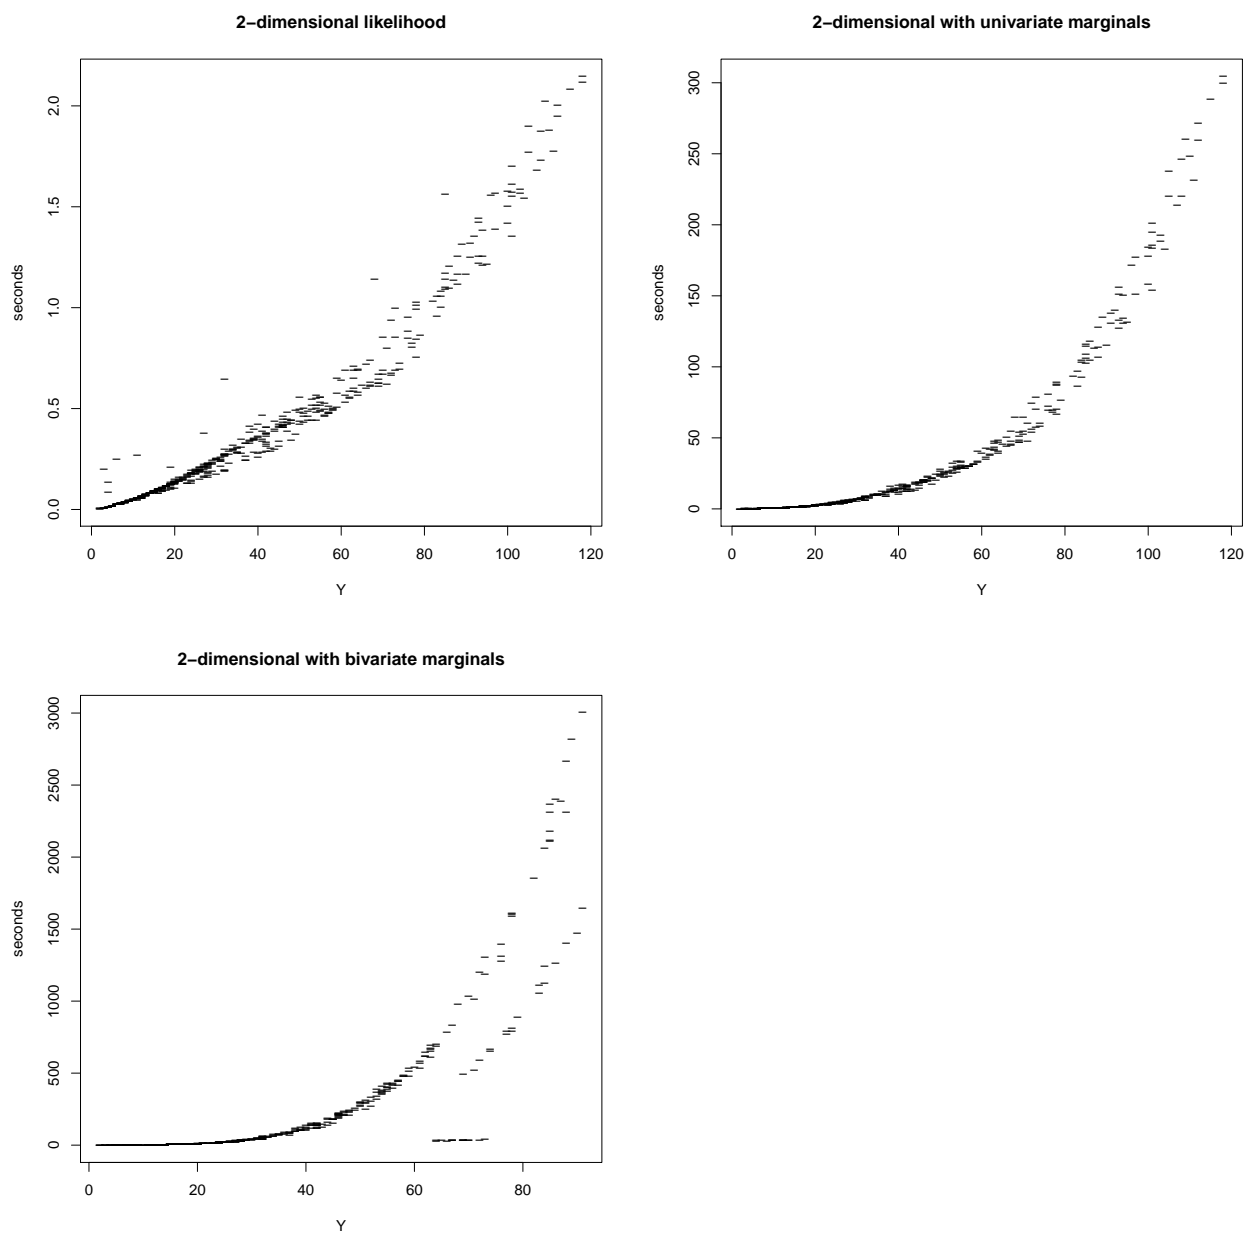 2−dimensional likelihood
2.0
1.5
1.0
0.5
0.0
seconds
0 20 40 60 80 100 120
Y
2−dimensional with univariate marginals
300
250
200
150
100
50
0
seconds
0 20 40 60 80 100 120
Y
2−dimensional with bivariate marginals
3000
2500
2000
1500
1000
500
0
seconds
0 20 40 60 80
Y